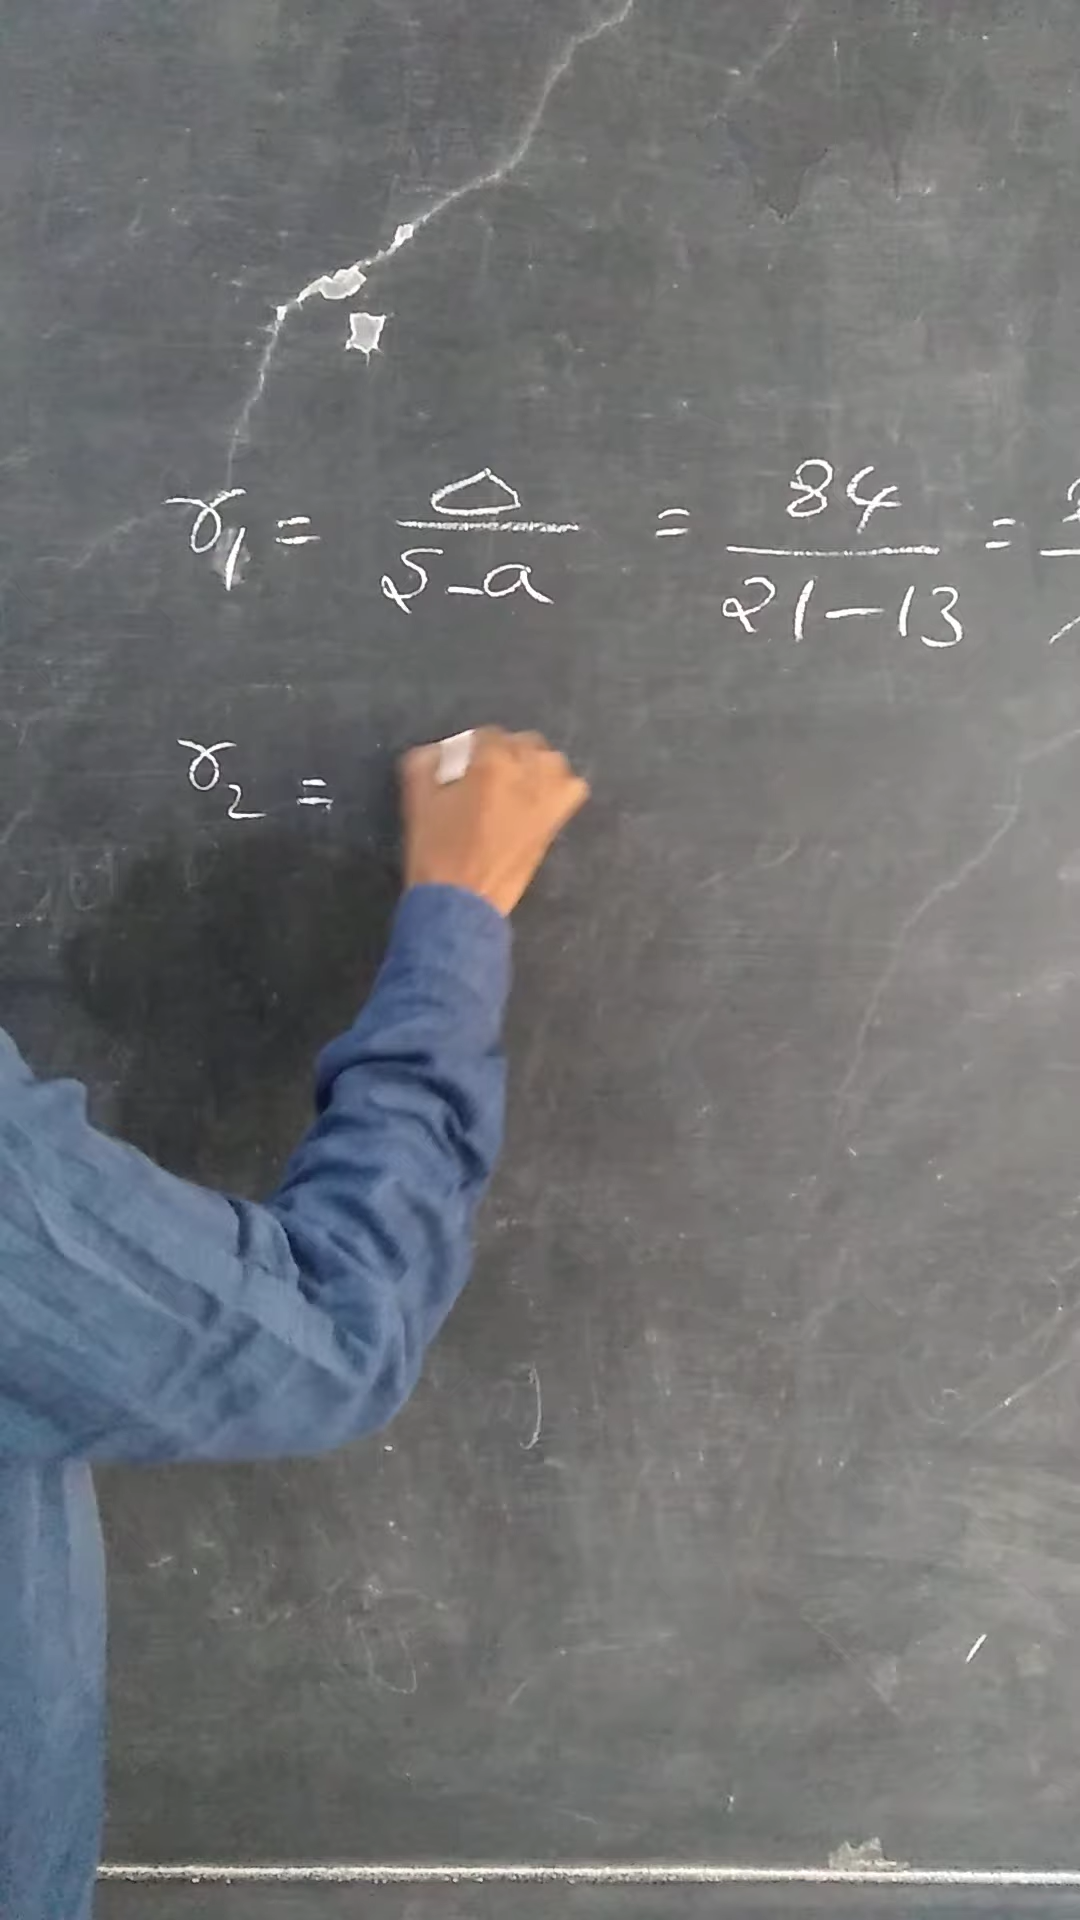 r₁ = △/S-a = 84/21-13 =
r₂ =